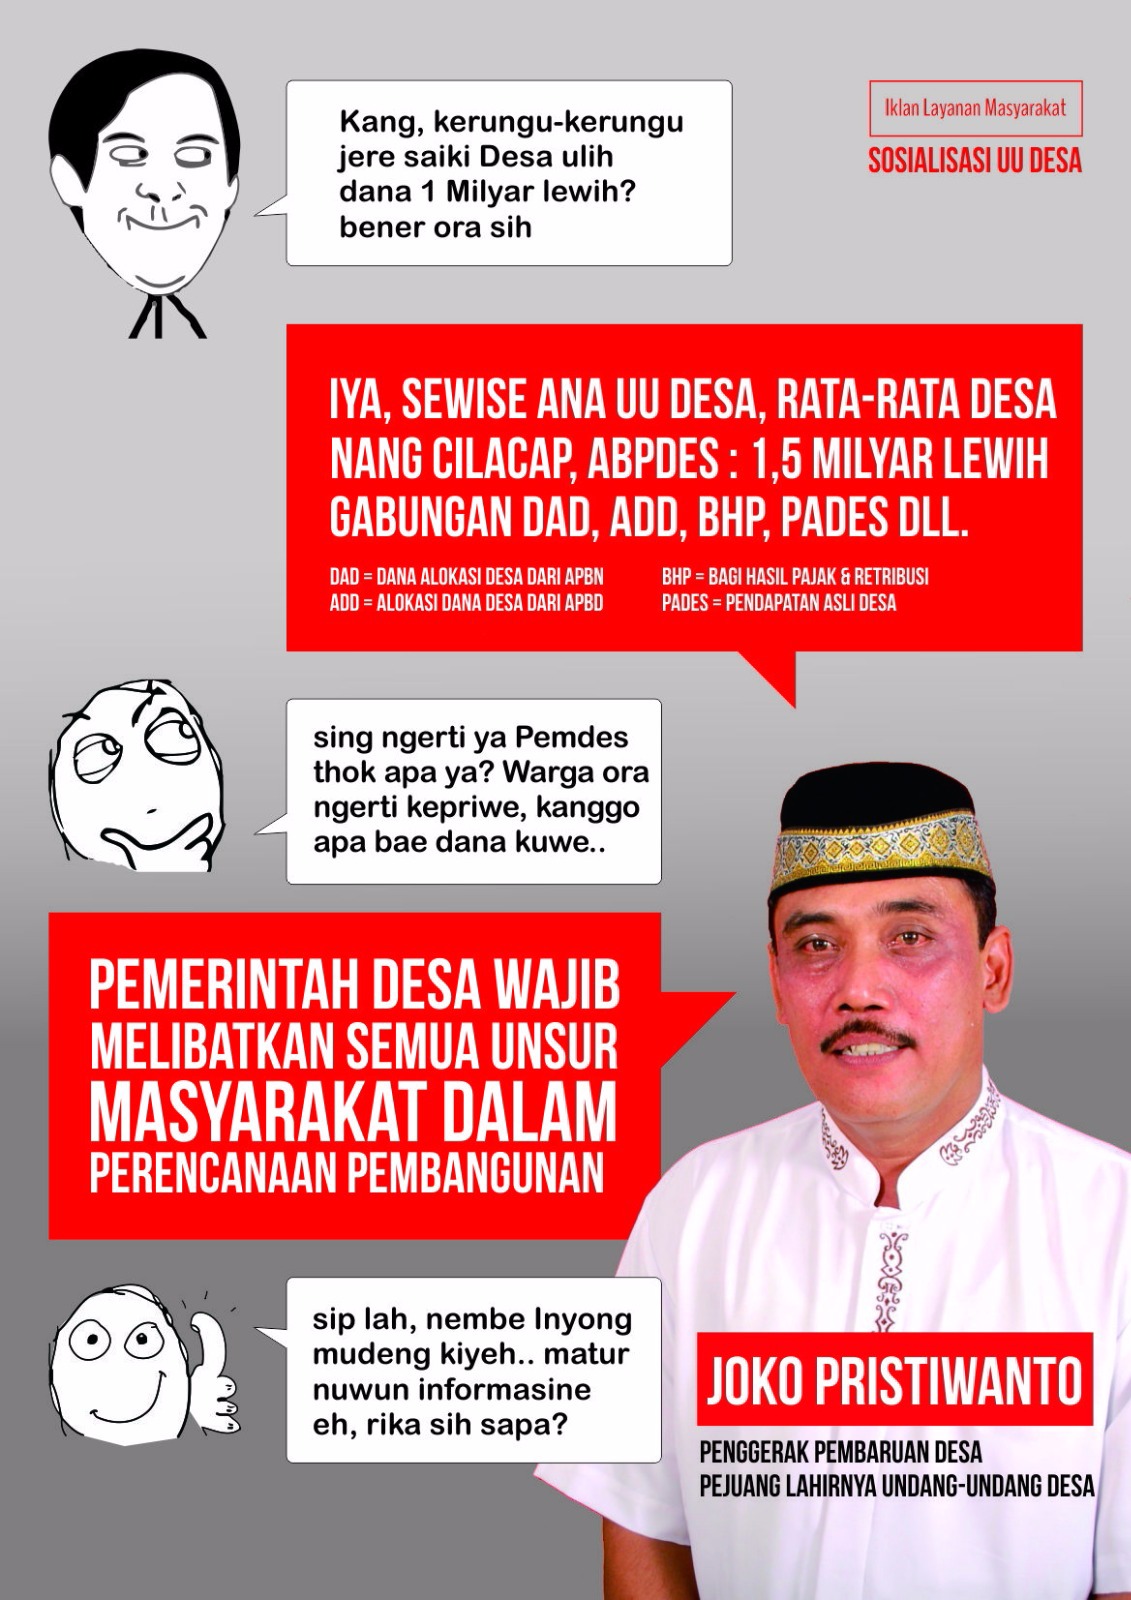 Kang, kerungu-kerungu
jere saiki Desa ulih
dana 1 Milyar lewih?
bener ora sih
Iklan Layanan Masyarakat
SOSIALISASI UU DESA
IYA, SEWISE ANA UU DESA, RATA-RATA DESA
NANG CILACAP, ABPDES : 1,5 MILYAR LEWIH
GABUNGAN DAD, ADD, BHP, PADES DLL.
DAD = DANA ALOKASI DESA DARI APBN
ADD = ALOKASI DANA DESA DARI APBD
BHP = BAGI HASIL PAJAK & RETRIBUSI
PADES = PENDAPATAN ASLI DESA
sing ngerti ya Pemdes
thok apa ya? Warga ora
ngerti kepriwe, kanggo
apa bae dana kuwe..
PEMERINTAH DESA WAJIB
MELIBATKAN SEMUA UNSUR
MASYARAKAT DALAM
PERENCANAAN PEMBANGUNAN
sip lah, nembe Inyong
mudeng kiyeh.. matur
nuwun informasine
eh, rika sih sapa?
JOKO PRISTIWANTO
PENGGERAK PEMBARUAN DESA
PEJUANG LAHIRNYA UNDANG-UNDANG DESA